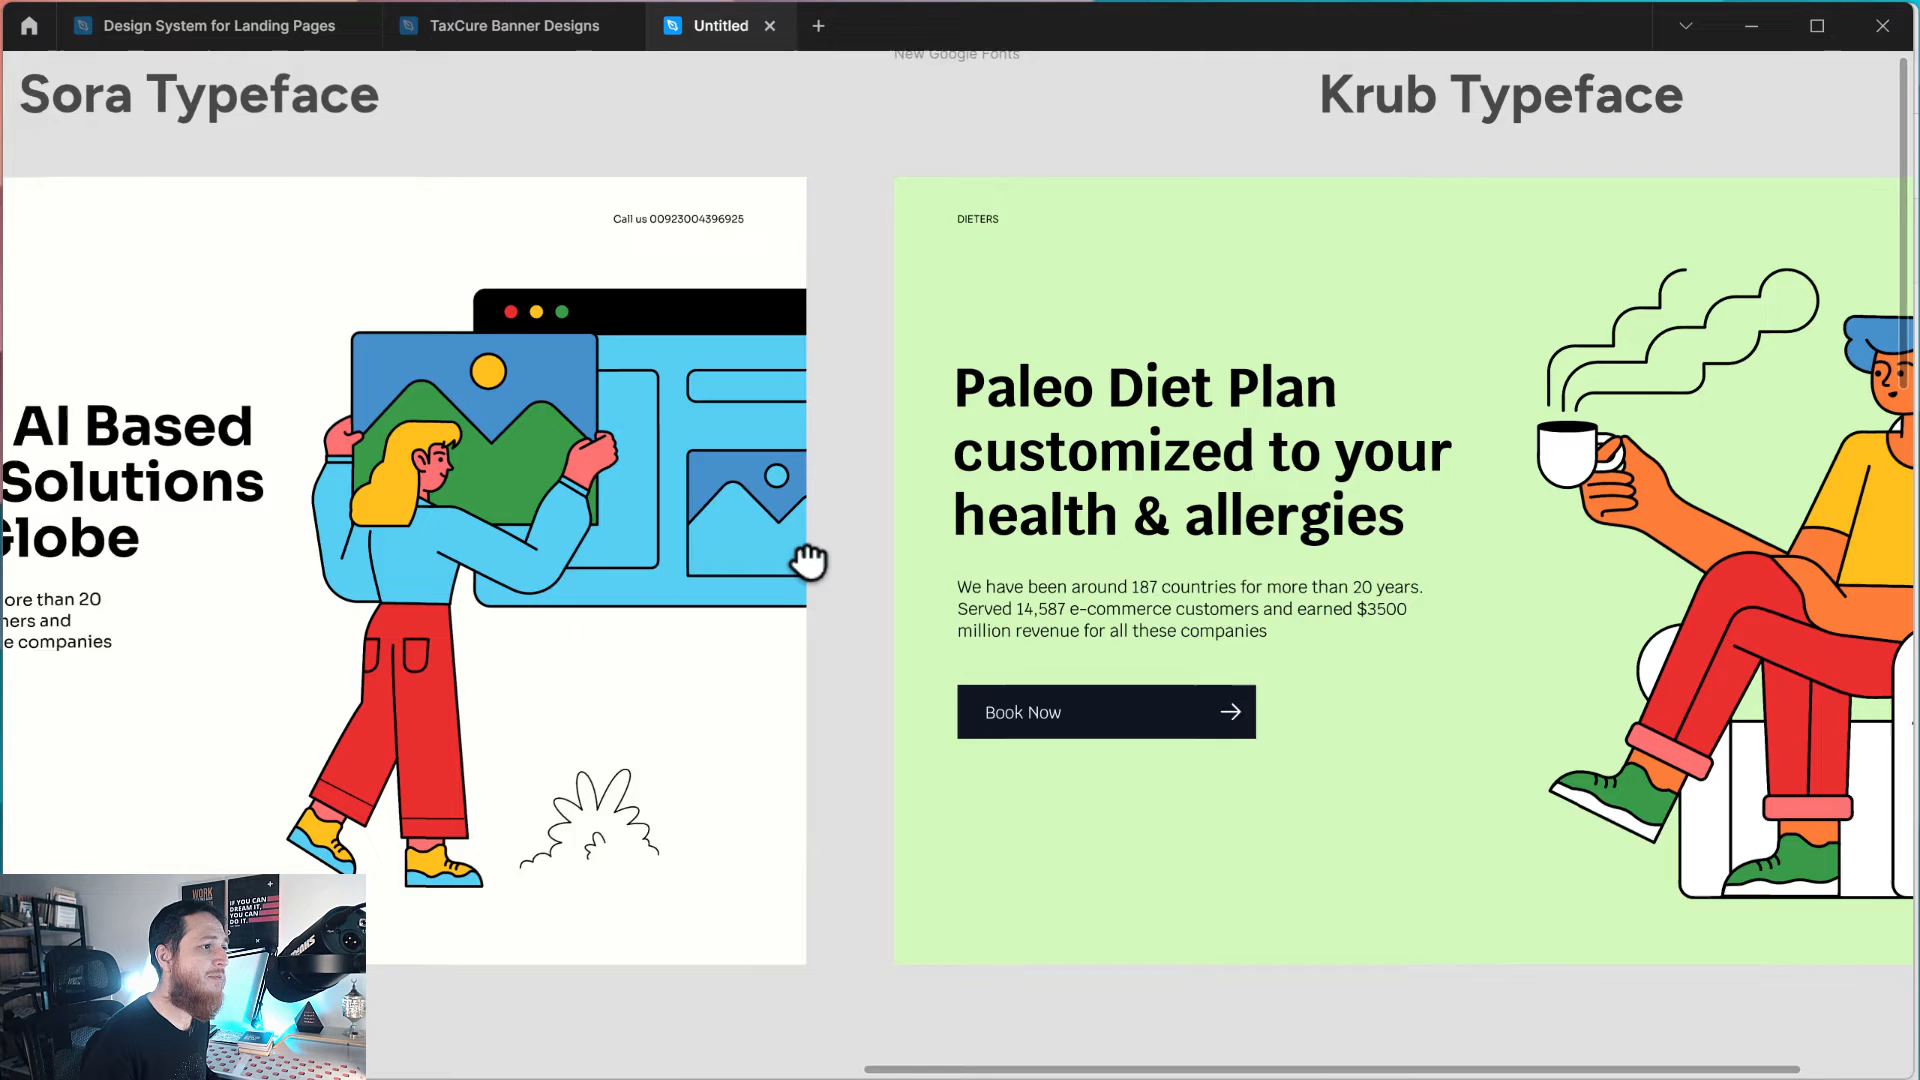 Design System for Landing Pages
TaxCure Banner Designs
Untitled
New Google Fonts
Sora Typeface
Krub Typeface
Call us 00923004396925
AI Based
Solutions
Globe
ore than 20
ners and
e companies
DIETERS
Paleo Diet Plan
customized to your
health & allergies
We have been around 187 countries for more than 20 years.
Served 14,587 e-commerce customers and earned $3500
million revenue for all these companies
Book Now
WORK
IF YOU CAN
DREAM IT,
YOU CAN
DO IT.